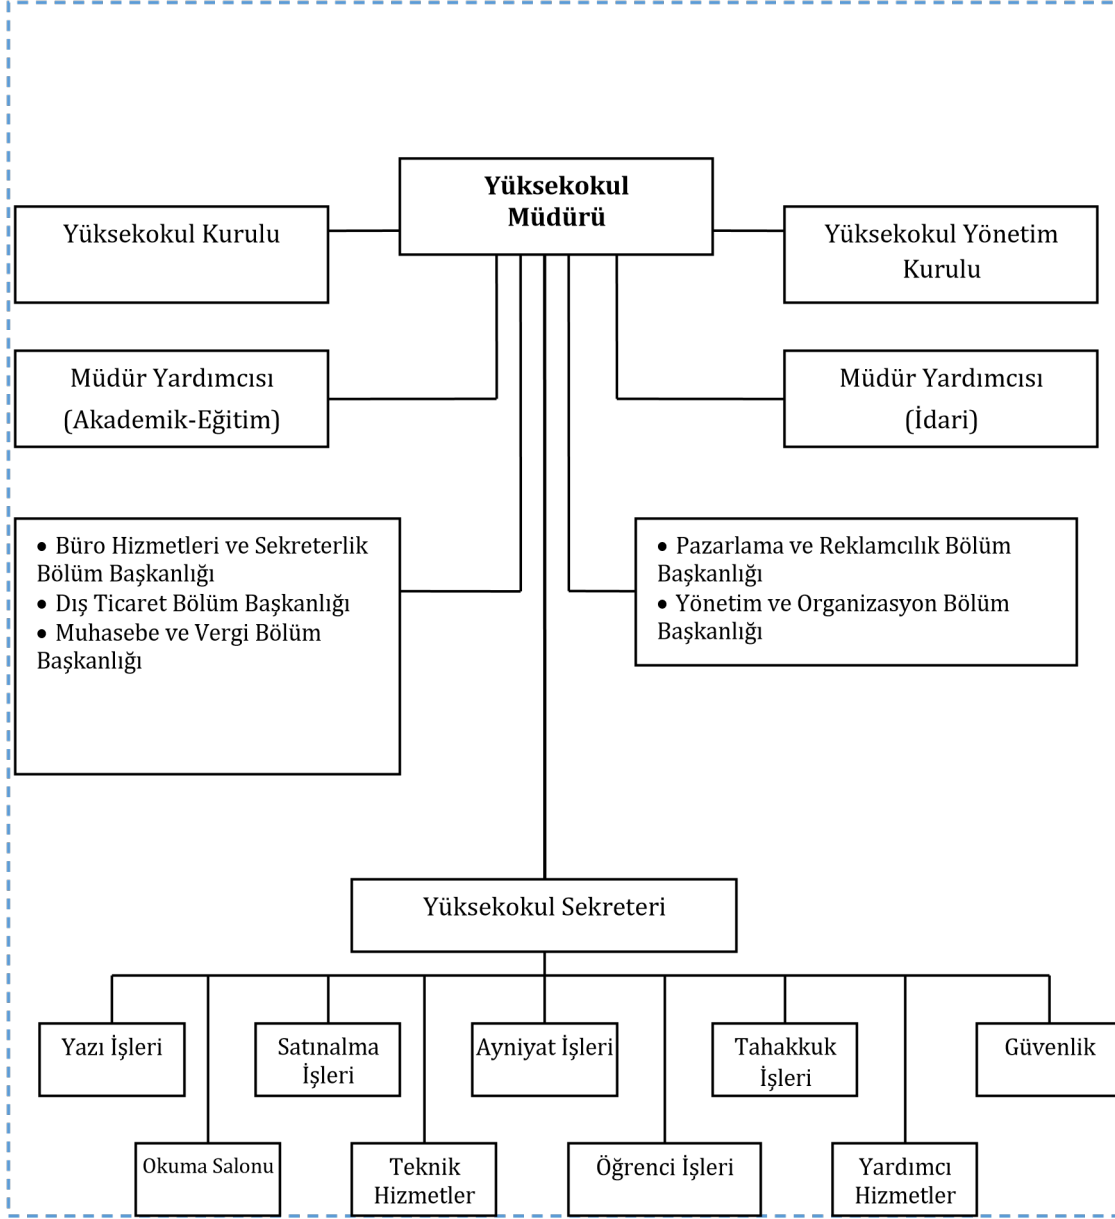 Yüksekokul
Müdürü
Yüksekokul Kurulu
Yüksekokul Yönetim
Kurulu
Müdür Yardımcısı
(Akademik-Eğitim)
Müdür Yardımcısı
(İdari)
• Büro Hizmetleri ve Sekreterlik
Bölüm Başkanlığı
• Dış Ticaret Bölüm Başkanlığı
• Muhasebe ve Vergi Bölüm
Başkanlığı
• Pazarlama ve Reklamcılık Bölüm
Başkanlığı
• Yönetim ve Organizasyon Bölüm
Başkanlığı
Yüksekokul Sekreteri
Yazı İşleri
Satınalma
İşleri
Ayniyat İşleri
Tahakkuk
İşleri
Güvenlik
Okuma Salonu
Teknik
Hizmetler
Öğrenci İşleri
Yardımcı
Hizmetler